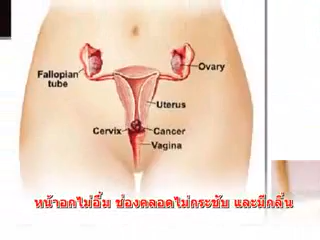 Fallopian
tube
Ovary
Uterus
Cervix
Cancer
Vagina
หน้าอกไม่อึ๋ม ช่องคลอดไม่กระชับ และมีกลิ่น